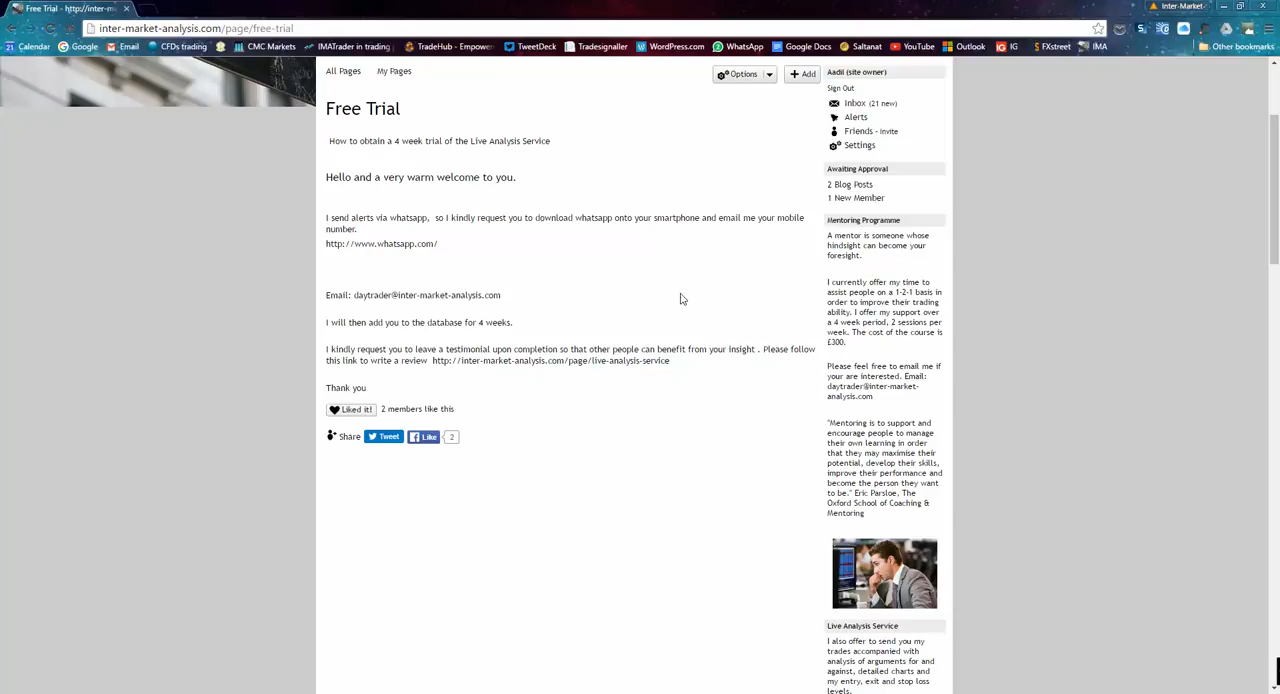 Free Trial - http://inter-m
Inter-Market-
inter-market-analysis.com/page/free-trial
Calendar
Google
Email
CFDs trading
CMC Markets
IMATrader in trading
TradeHub - Empower
TweetDeck
Tradesignaller
WordPress.com
WhatsApp
Google Docs
Saltanat
YouTube
Outlook
IG
FXstreet
IMA
Other bookmarks
All Pages
My Pages
Options
Add
Free Trial
How to obtain a 4 week trial of the Live Analysis Service
Hello and a very warm welcome to you.
I send alerts via whatsapp, so I kindly request you to download whatsapp onto your smartphone and email me your mobile
number.
http://www.whatsapp.com/
Email: daytrader@inter-market-analysis.com
I will then add you to the database for 4 weeks.
I kindly request you to leave a testimonial upon completion so that other people can benefit from your insight . Please follow
this link to write a review http://inter-market-analysis.com/page/live-analysis-service
Thank you
Liked it!
2 members like this
Share
Tweet
Like
2
Aadil (site owner)
Sign Out
Inbox (21 new)
Alerts
Friends - Invite
Settings
Awaiting Approval
2 Blog Posts
1 New Member
Mentoring Programme
A mentor is someone whose
hindsight can become your
foresight.
I currently offer my time to
assist people on a 1-2-1 basis in
order to improve their trading
ability. I offer my support over
a 4 week period, 2 sessions per
week. The cost of the course is
£300.
Please feel free to email me if
your are interested. Email:
daytrader@inter-market-
analysis.com
"Mentoring is to support and
encourage people to manage
their own learning in order
that they may maximise their
potential, develop their skills,
improve their performance and
become the person they want
to be." Eric Parsloe, The
Oxford School of Coaching &
Mentoring
Live Analysis Service
I also offer to send you my
trades accompanied with
analysis of arguments for and
against, detailed charts and
my entry, exit and stop loss
levels.